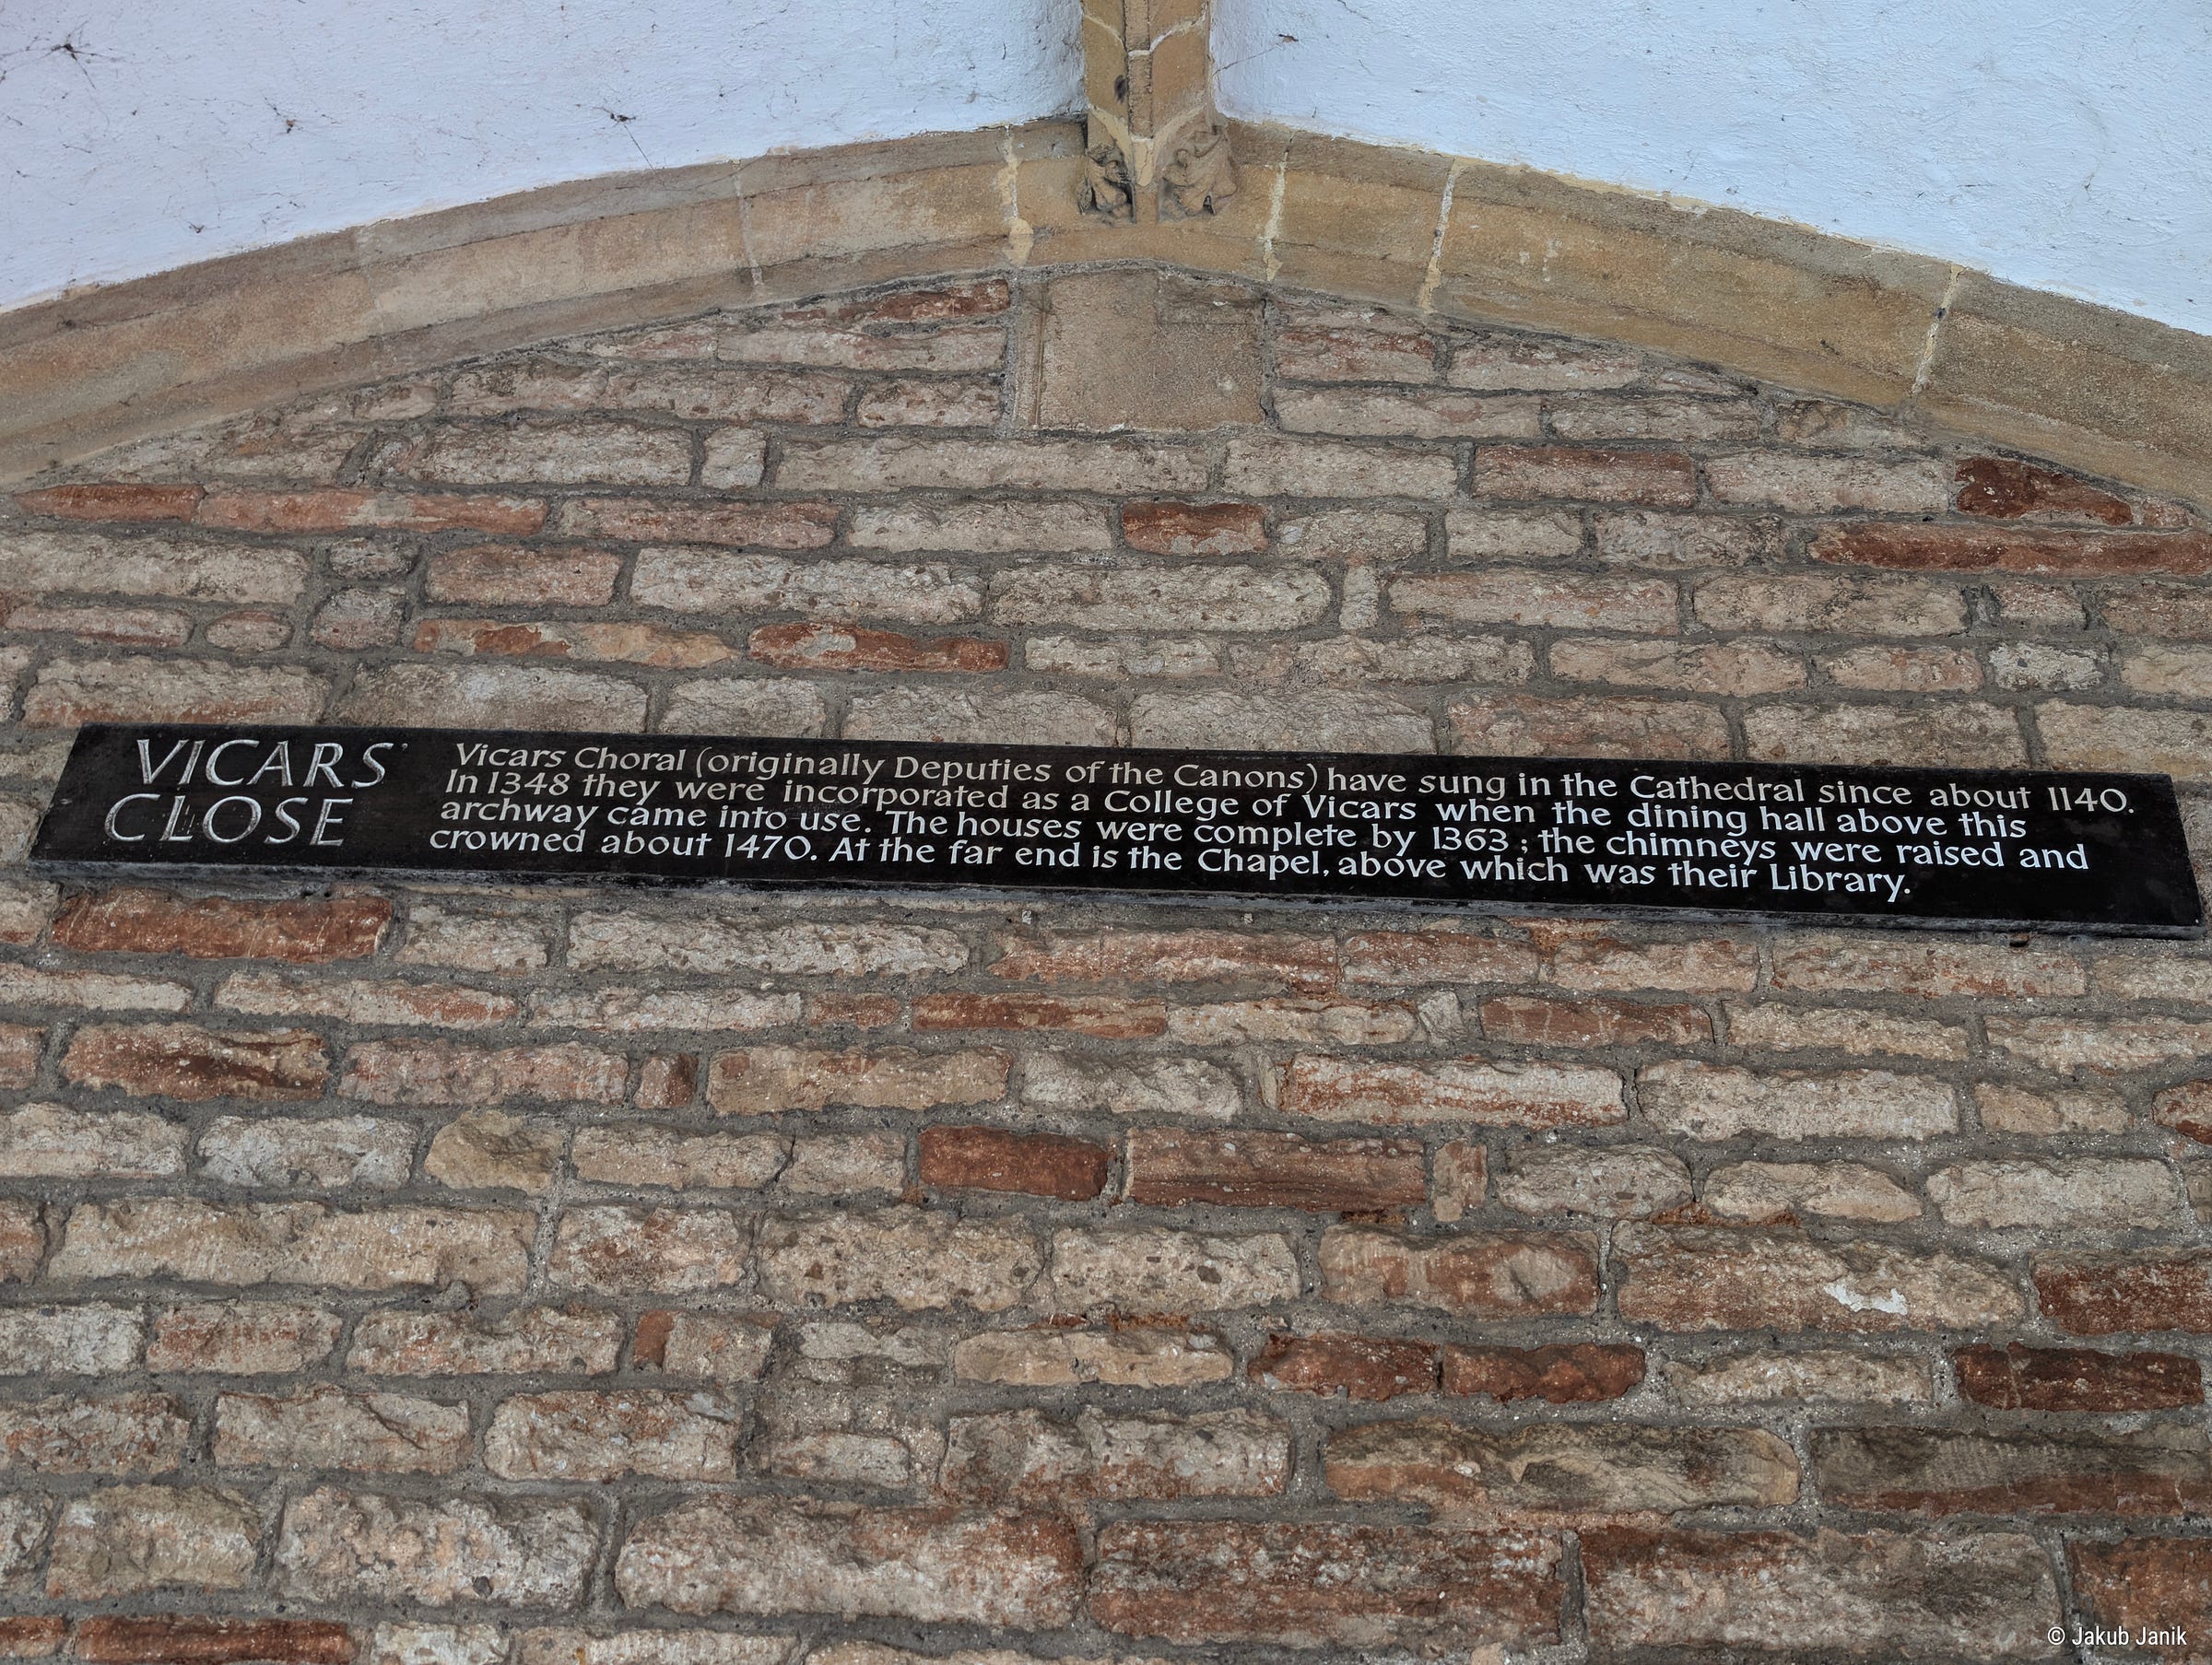 VICARS'
CLOSE
Vicars Choral (originally Deputies of the Canons) have sung in the Cathedral since about 1140.
In 1348 they were incorporated as a College of Vicars when the dining hall above this
archway came into use. The houses were complete by 1363; the chimneys were raised and
crowned about 1470. At the far end is the Chapel, above which was their Library.
© Jakub Janik